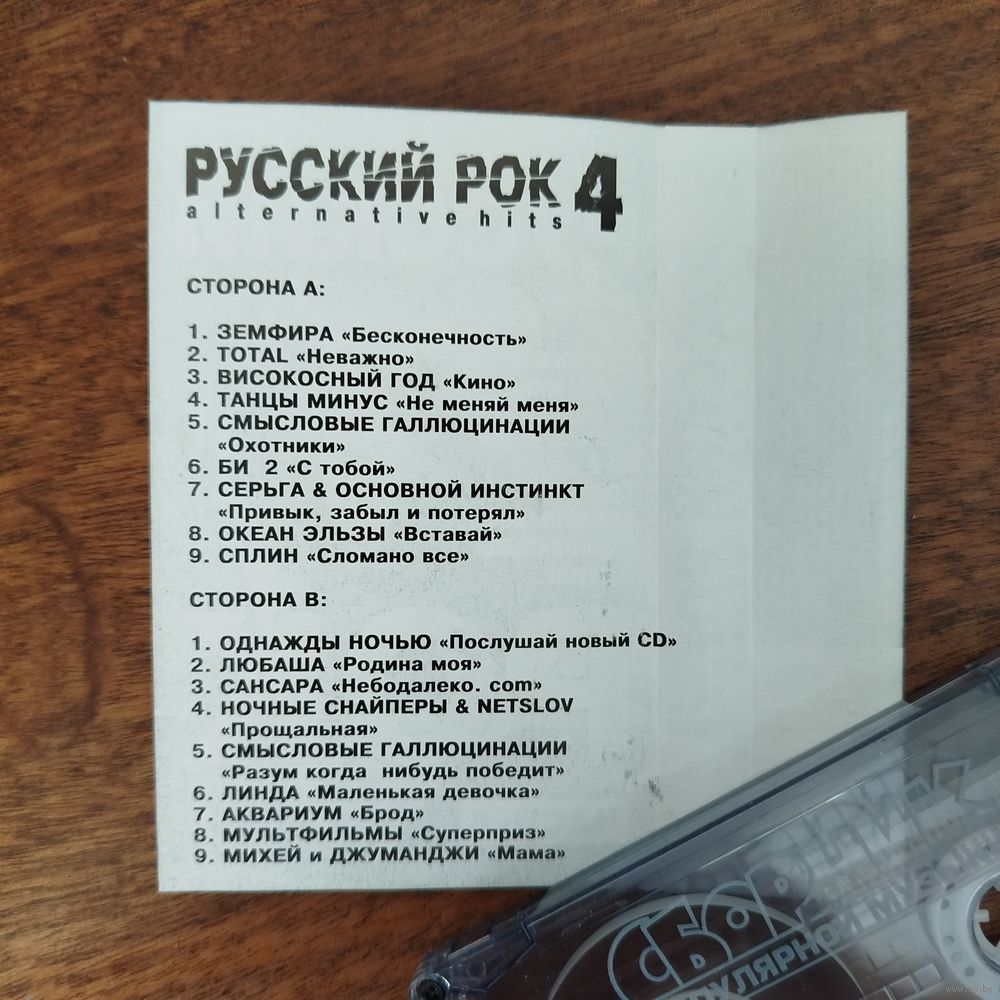 РУССКИЙ РОК 4
alternative hits
СТОРОНА А:
1. ЗЕМФИРА «Бесконечность»
2. TOTAL «Неважно»
3. ВИСОКОСНЫЙ ГОД «Кино»
4. ТАНЦЫ МИНУС «Не меняй меня»
5. СМЫСЛОВЫЕ ГАЛЛЮЦИНАЦИИ
«Охотники»
6. БИ 2 «С тобой»
7. СЕРЬГА & ОСНОВНОЙ ИНСТИНКТ
«Привык, забыл и потерял»
8. ОКЕАН ЭЛЬЗЫ «Вставай»
9. СПЛИН «Сломано все»
СТОРОНА В:
1. ОДНАЖДЫ НОЧЬЮ «Послушай новый CD»
2. ЛЮБАША «Родина моя»
3. САНСАРА «Небодалеко. com»
4. НОЧНЫЕ СНАЙПЕРЫ & NETSLOV
«Прощальная»
5. СМЫСЛОВЫЕ ГАЛЛЮЦИНАЦИИ
«Разум когда нибудь победит»
6. ЛИНДА «Маленькая девочка»
7. АКВАРИУМ «Брод»
8. МУЛЬТФИЛЬМЫ «Суперприз»
9. МИХЕЙ и ДЖУМАНДЖИ «Мама»